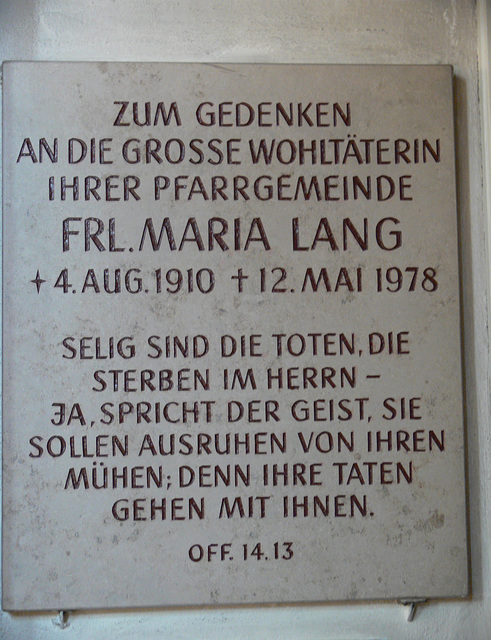 ZUM GEDENKEN
AN DIE GROSSE WOHLTÄTERIN
IHRER PFARRGEMEINDE
FRL. MARIA LANG
✶ 4. AUG. 1910 ✝ 12. MAI 1978
SELIG SIND DIE TOTEN, DIE
STERBEN IM HERRN –
JA, SPRICHT DER GEIST, SIE
SOLLEN AUSRUHEN VON IHREN
MÜHEN; DENN IHRE TATEN
GEHEN MIT IHNEN.
OFF. 14.13